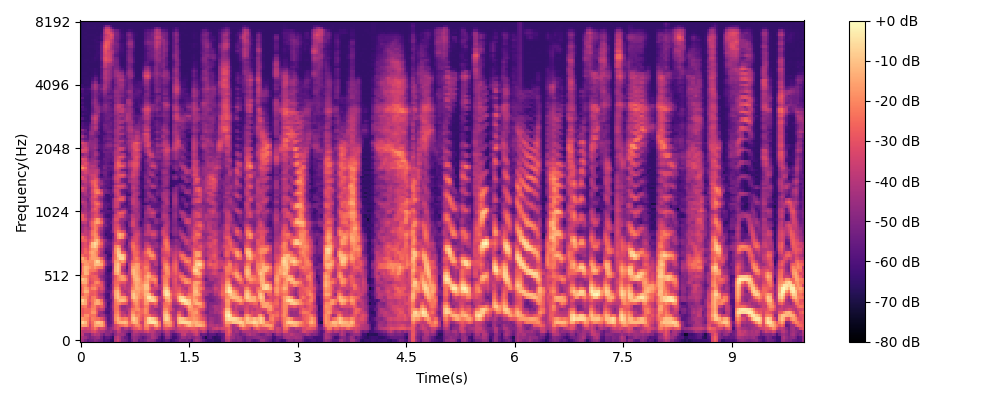 8192
4096
2048
1024
512
0
Frequency(Hz)
0 1.5 3 4.5 6 7.5 9
Time(s)
+0 dB
-10 dB
-20 dB
-30 dB
-40 dB
-50 dB
-60 dB
-70 dB
-80 dB